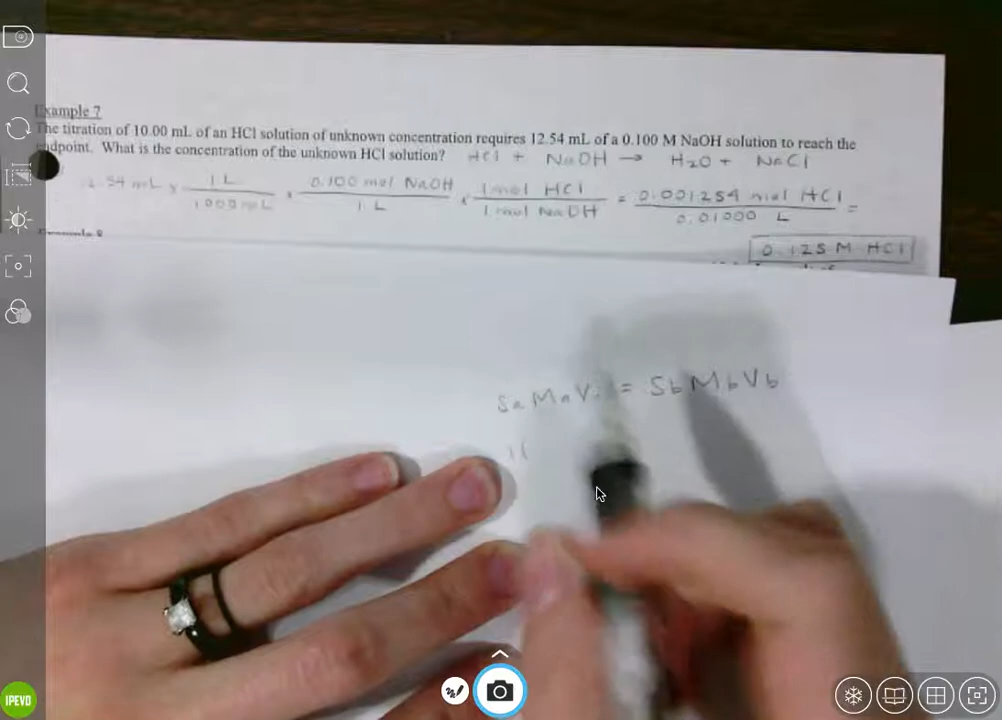 Example 7
The titration of 10.00 mL of an HCl solution of unknown concentration requires 12.54 mL of a 0.100 M NaOH solution to reach the
endpoint. What is the concentration of the unknown HCl solution? HCl + NaOH → H₂O + NaCl
.54 mL x 1 L / 1000 mL x 0.100 mol NaOH / 1 L x 1 mol HCl / 1 mol NaOH = 0.001254 mol HCl / 0.01000 L =
0.125 M HCl
SaMaV = SbMbVb
IPEVO